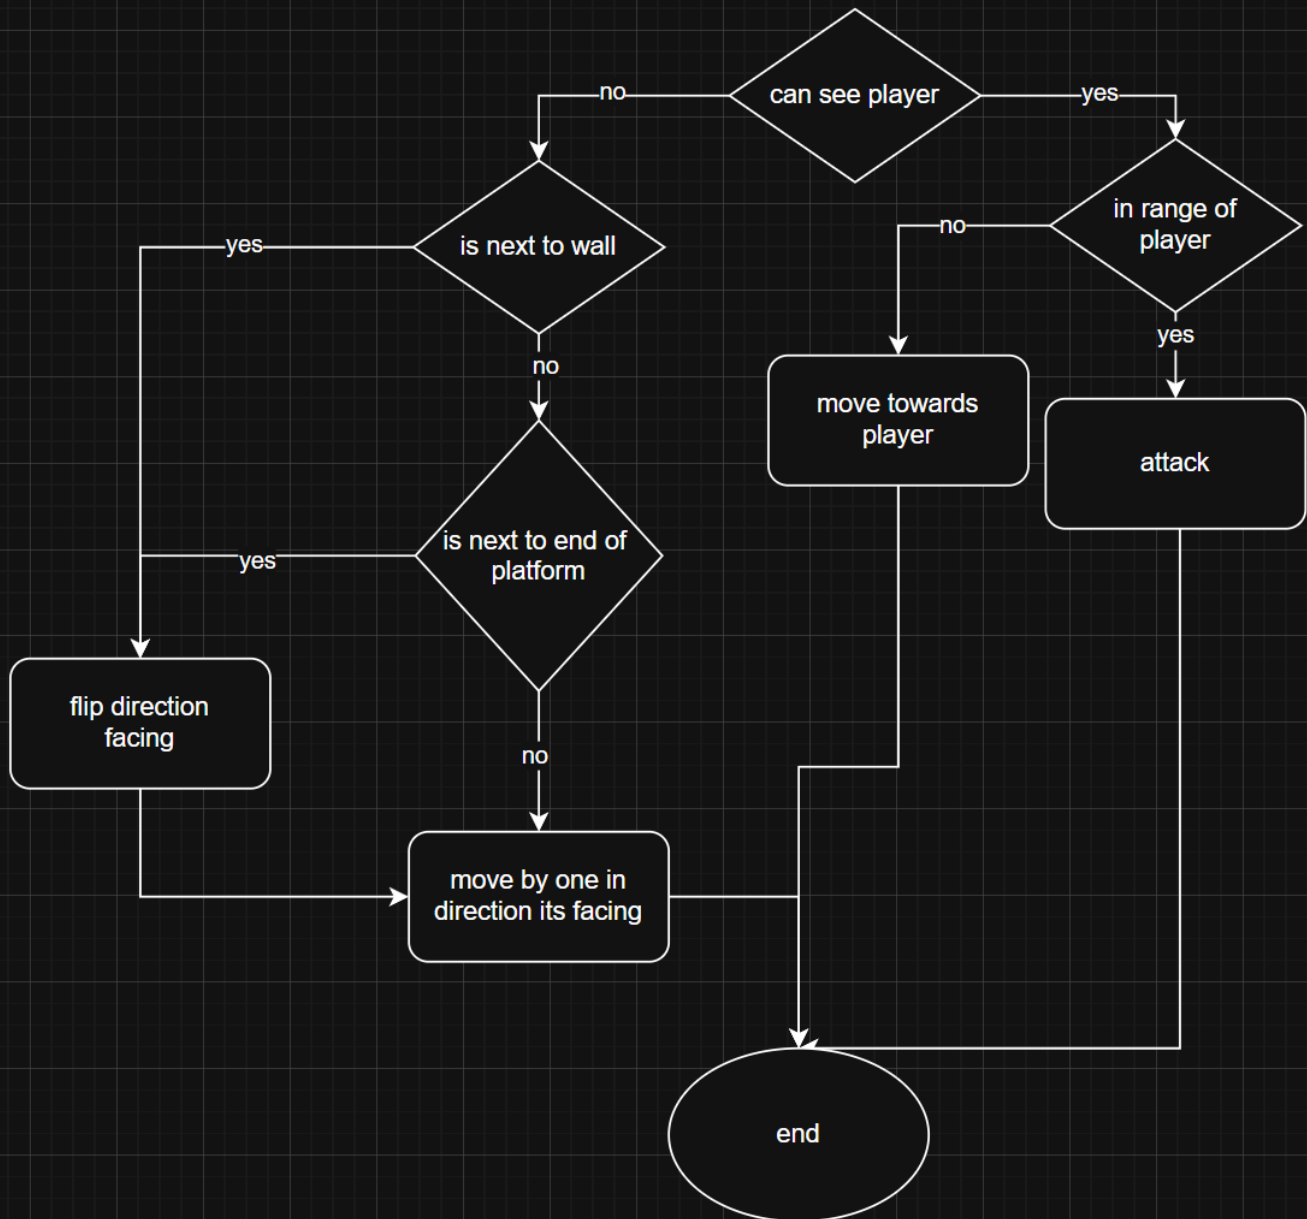 can see player
no
yes
in range of
player
is next to wall
yes
no
no
yes
move towards
player
attack
is next to end of
platform
yes
flip direction
facing
no
move by one in
direction its facing
end